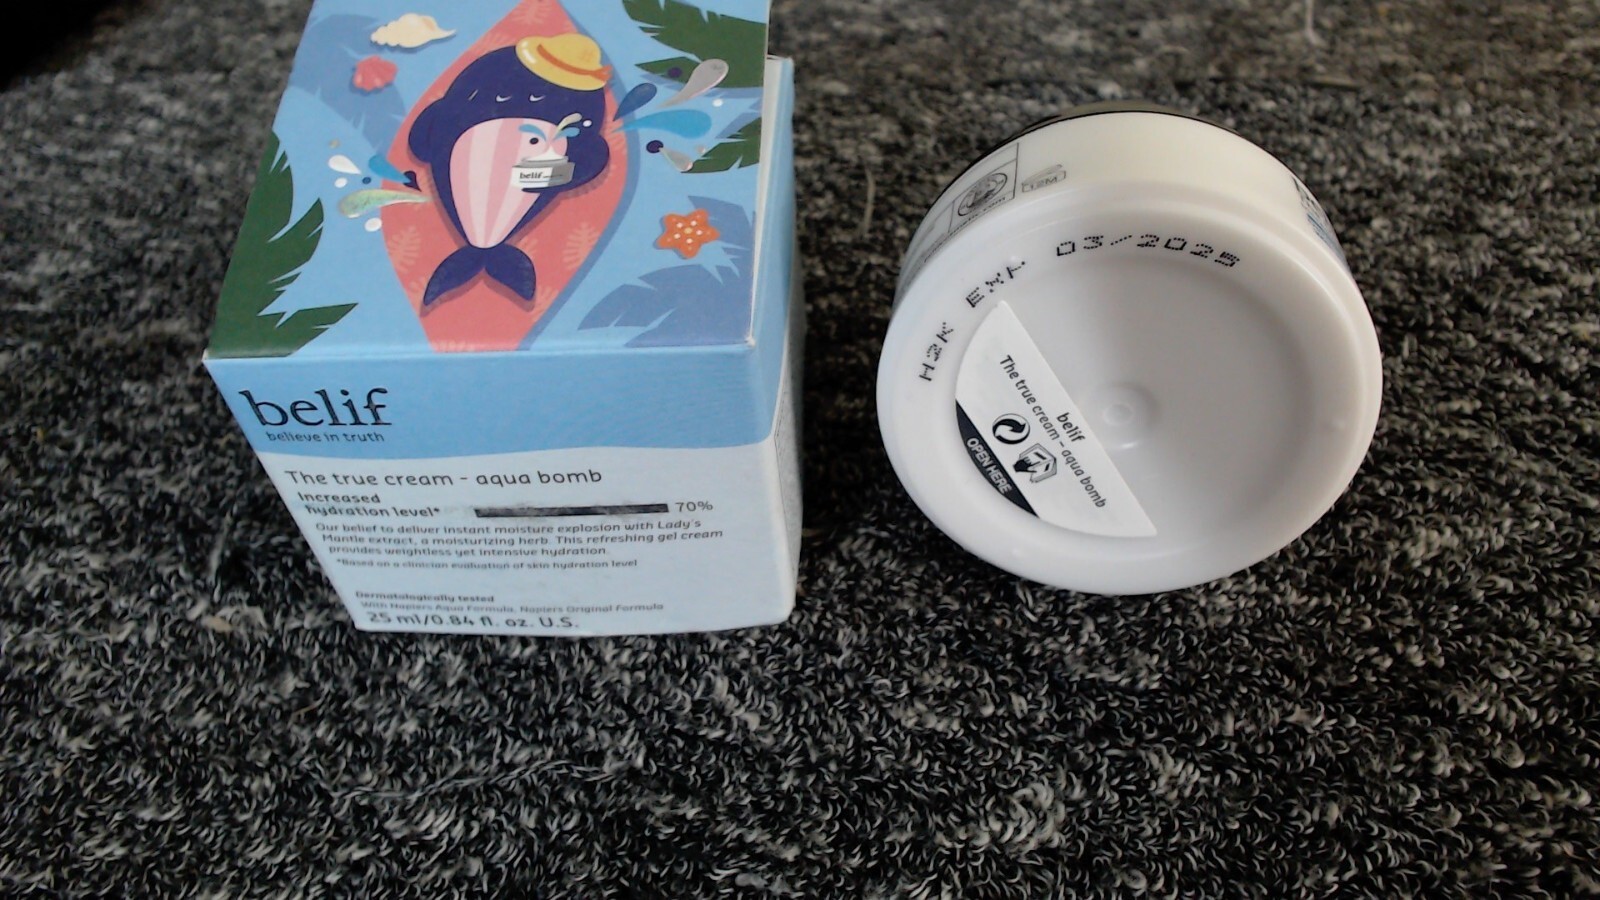 belif
belif
believe in truth
The true cream - aqua bomb
Increased
hydration level*
70%
Our belief to deliver instant moisture explosion with Lady's
Mantle extract, a moisturizing herb. This refreshing gel cream
provides weightless yet intensive hydration.
*Based on a clinician evaluation of skin hydration level
Dermatologically tested
With Napiers Aqua Formula, Napiers Original Formula
25 ml/0.84 fl. oz. U.S.
12M
H2K EXP 03/2025
belif
The true cream - aqua bomb
OPEN HERE